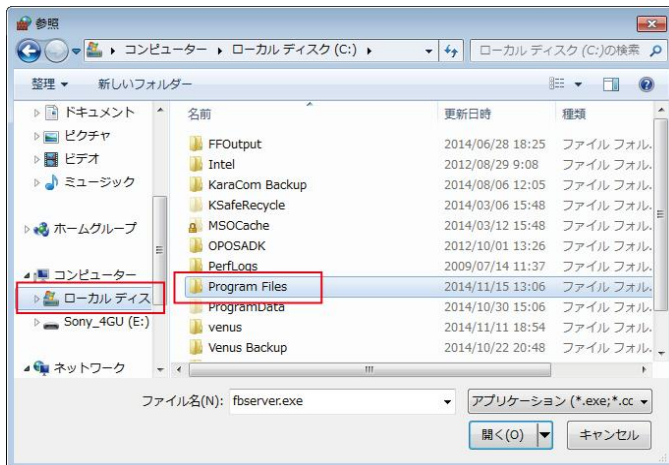 参照
コンピューター ▸ ローカル ディスク (C:) ▸
ローカル ディスク (C:)の検索
整理 ▼ 新しいフォルダー
ドキュメント
ピクチャ
ビデオ
ミュージック
ホームグループ
コンピューター
ローカル ディス
Sony_4GU (E:)
ネットワーク
名前 更新日時 種類
FFOutput 2014/06/28 18:25 ファイル フォル.
Intel 2012/08/29 9:08 ファイル フォル.
KaraCom Backup 2014/08/06 12:05 ファイル フォル.
KSafeRecycle 2014/03/06 15:48 ファイル フォル.
MSOCache 2014/03/12 15:48 ファイル フォル.
OPOSADK 2012/10/01 13:26 ファイル フォル.
PerfLogs 2009/07/14 11:37 ファイル フォル.
Program Files 2014/11/15 13:06 ファイル フォル.
ProgramData 2014/10/30 15:06 ファイル フォル.
venus 2014/11/11 18:54 ファイル フォル.
Venus Backup 2014/10/22 20:48 ファイル フォル.
ファイル名(N): fbserver.exe
アプリケーション (*.exe;*.cc
開く(O) キャンセル